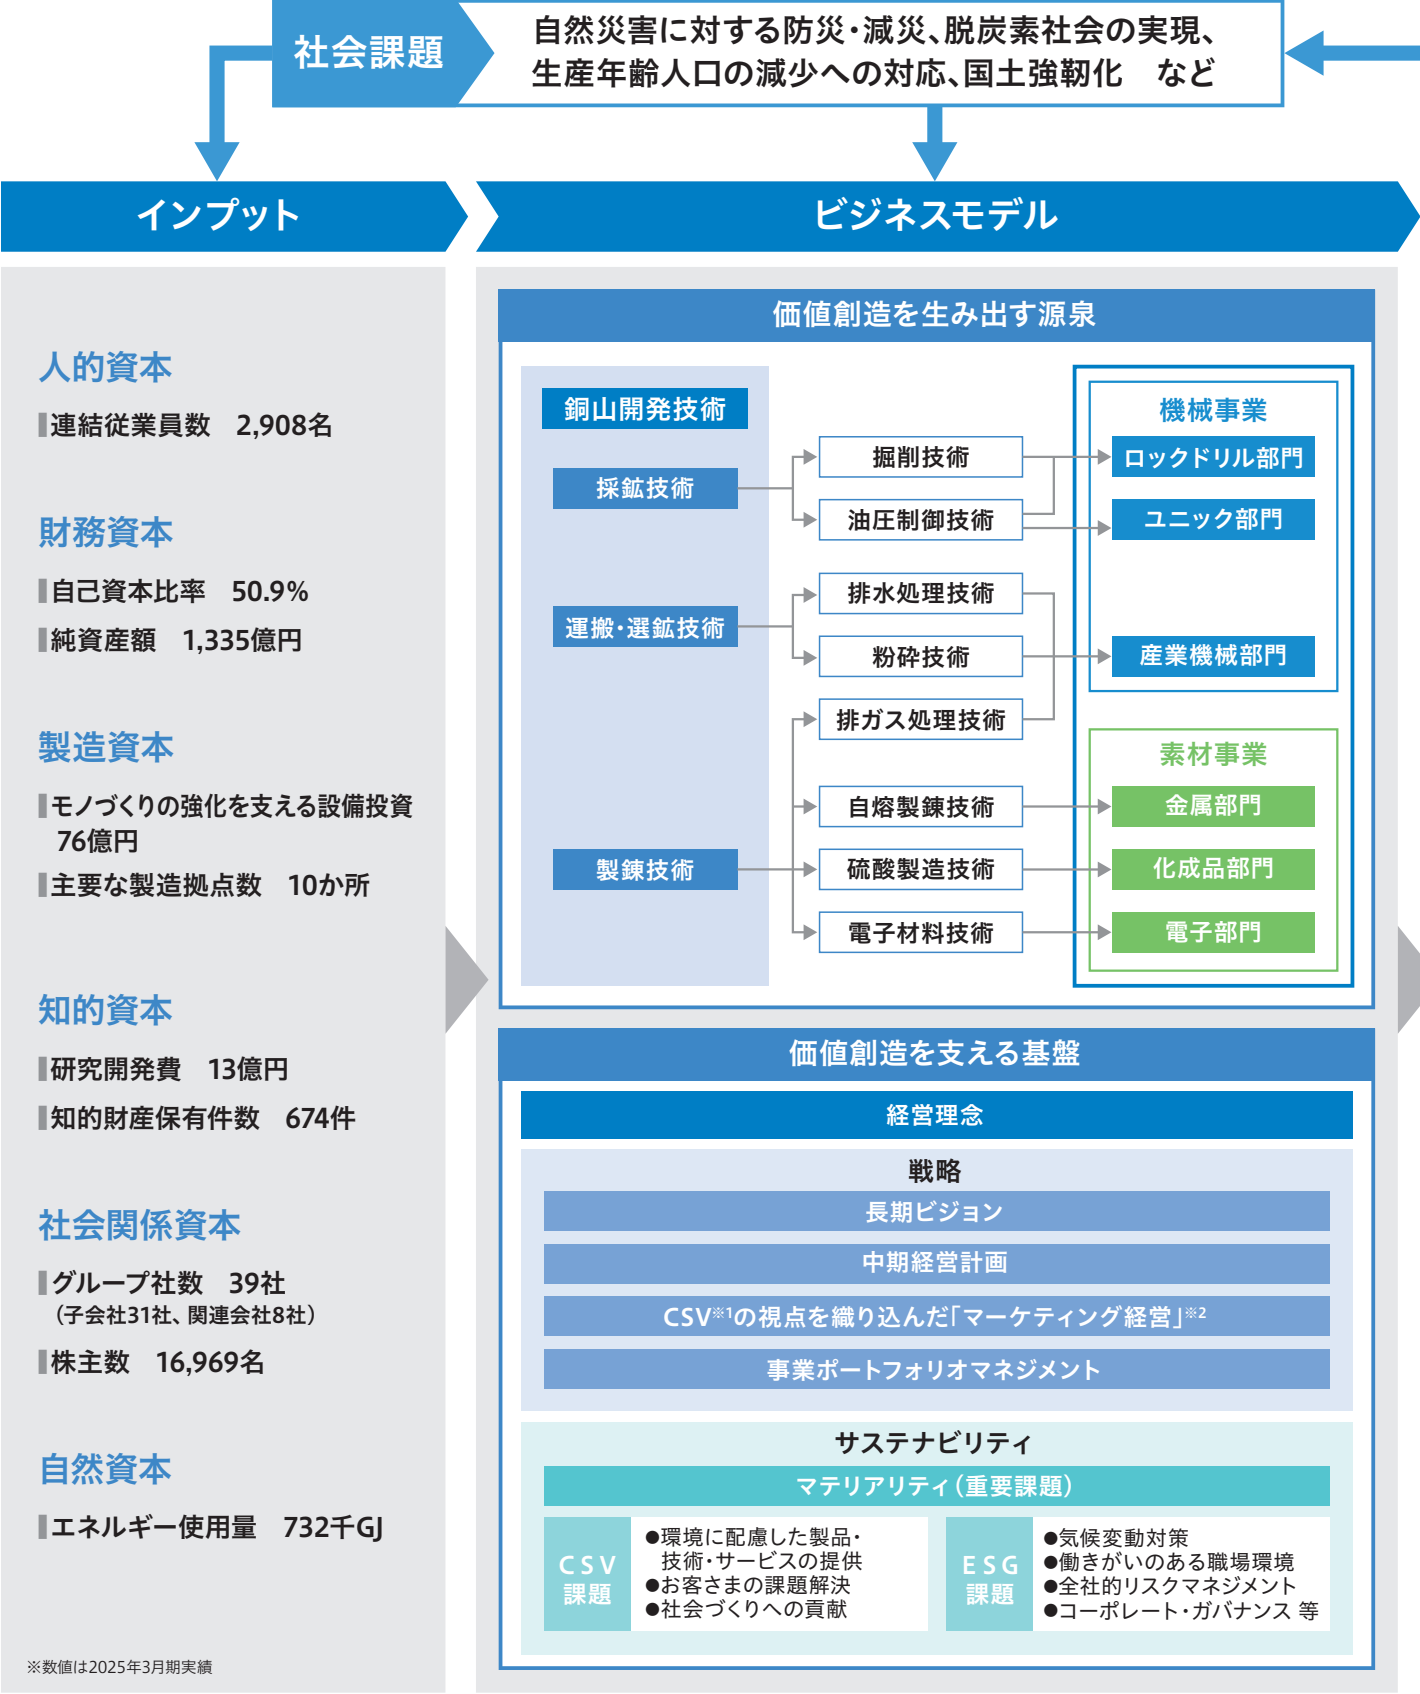 社会課題
自然災害に対する防災・減災、脱炭素社会の実現、
生産年齢人口の減少への対応、国土強靭化　など
インプット
人的資本
連結従業員数　2,908名
財務資本
自己資本比率　50.9%
純資産額　1,335億円
製造資本
モノづくりの強化を支える設備投資
76億円
主要な製造拠点数　10か所
知的資本
研究開発費　13億円
知的財産保有件数　674件
社会関係資本
グループ社数　39社
（子会社31社、関連会社8社）
株主数　16,969名
自然資本
エネルギー使用量　732千GJ
※数値は2025年3月期実績
ビジネスモデル
価値創造を生み出す源泉
銅山開発技術
採鉱技術
運搬・選鉱技術
製錬技術
掘削技術
油圧制御技術
排水処理技術
粉砕技術
排ガス処理技術
自熔製錬技術
硫酸製造技術
電子材料技術
機械事業
ロックドリル部門
ユニック部門
産業機械部門
素材事業
金属部門
化成品部門
電子部門
価値創造を支える基盤
経営理念
戦略
長期ビジョン
中期経営計画
CSV※1の視点を織り込んだ「マーケティング経営」※2
事業ポートフォリオマネジメント
サステナビリティ
マテリアリティ（重要課題）
CSV
課題
●環境に配慮した製品・
技術・サービスの提供
●お客さまの課題解決
●社会づくりへの貢献
ESG
課題
●気候変動対策
●働きがいのある職場環境
●全社的リスクマネジメント
●コーポレート・ガバナンス 等